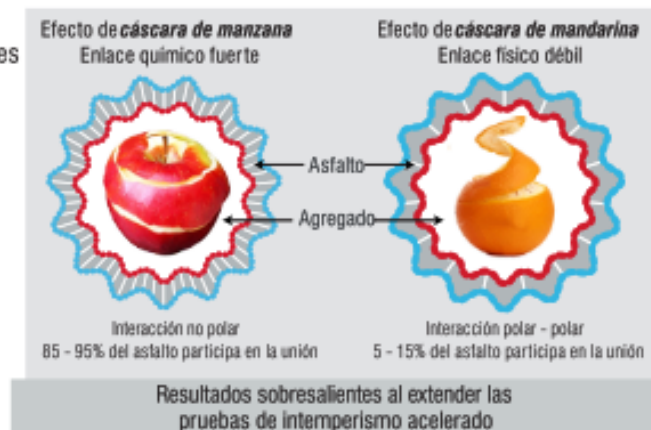 es
Efecto de cáscara de manzana
Enlace químico fuerte
Efecto de cáscara de mandarina
Enlace físico débil
Asfalto
Agregado
Interacción no polar
85 - 95% del asfalto participa en la unión
Interacción polar - polar
5 - 15% del asfalto participa en la unión
Resultados sobresalientes al extender las
pruebas de intemperismo acelerado